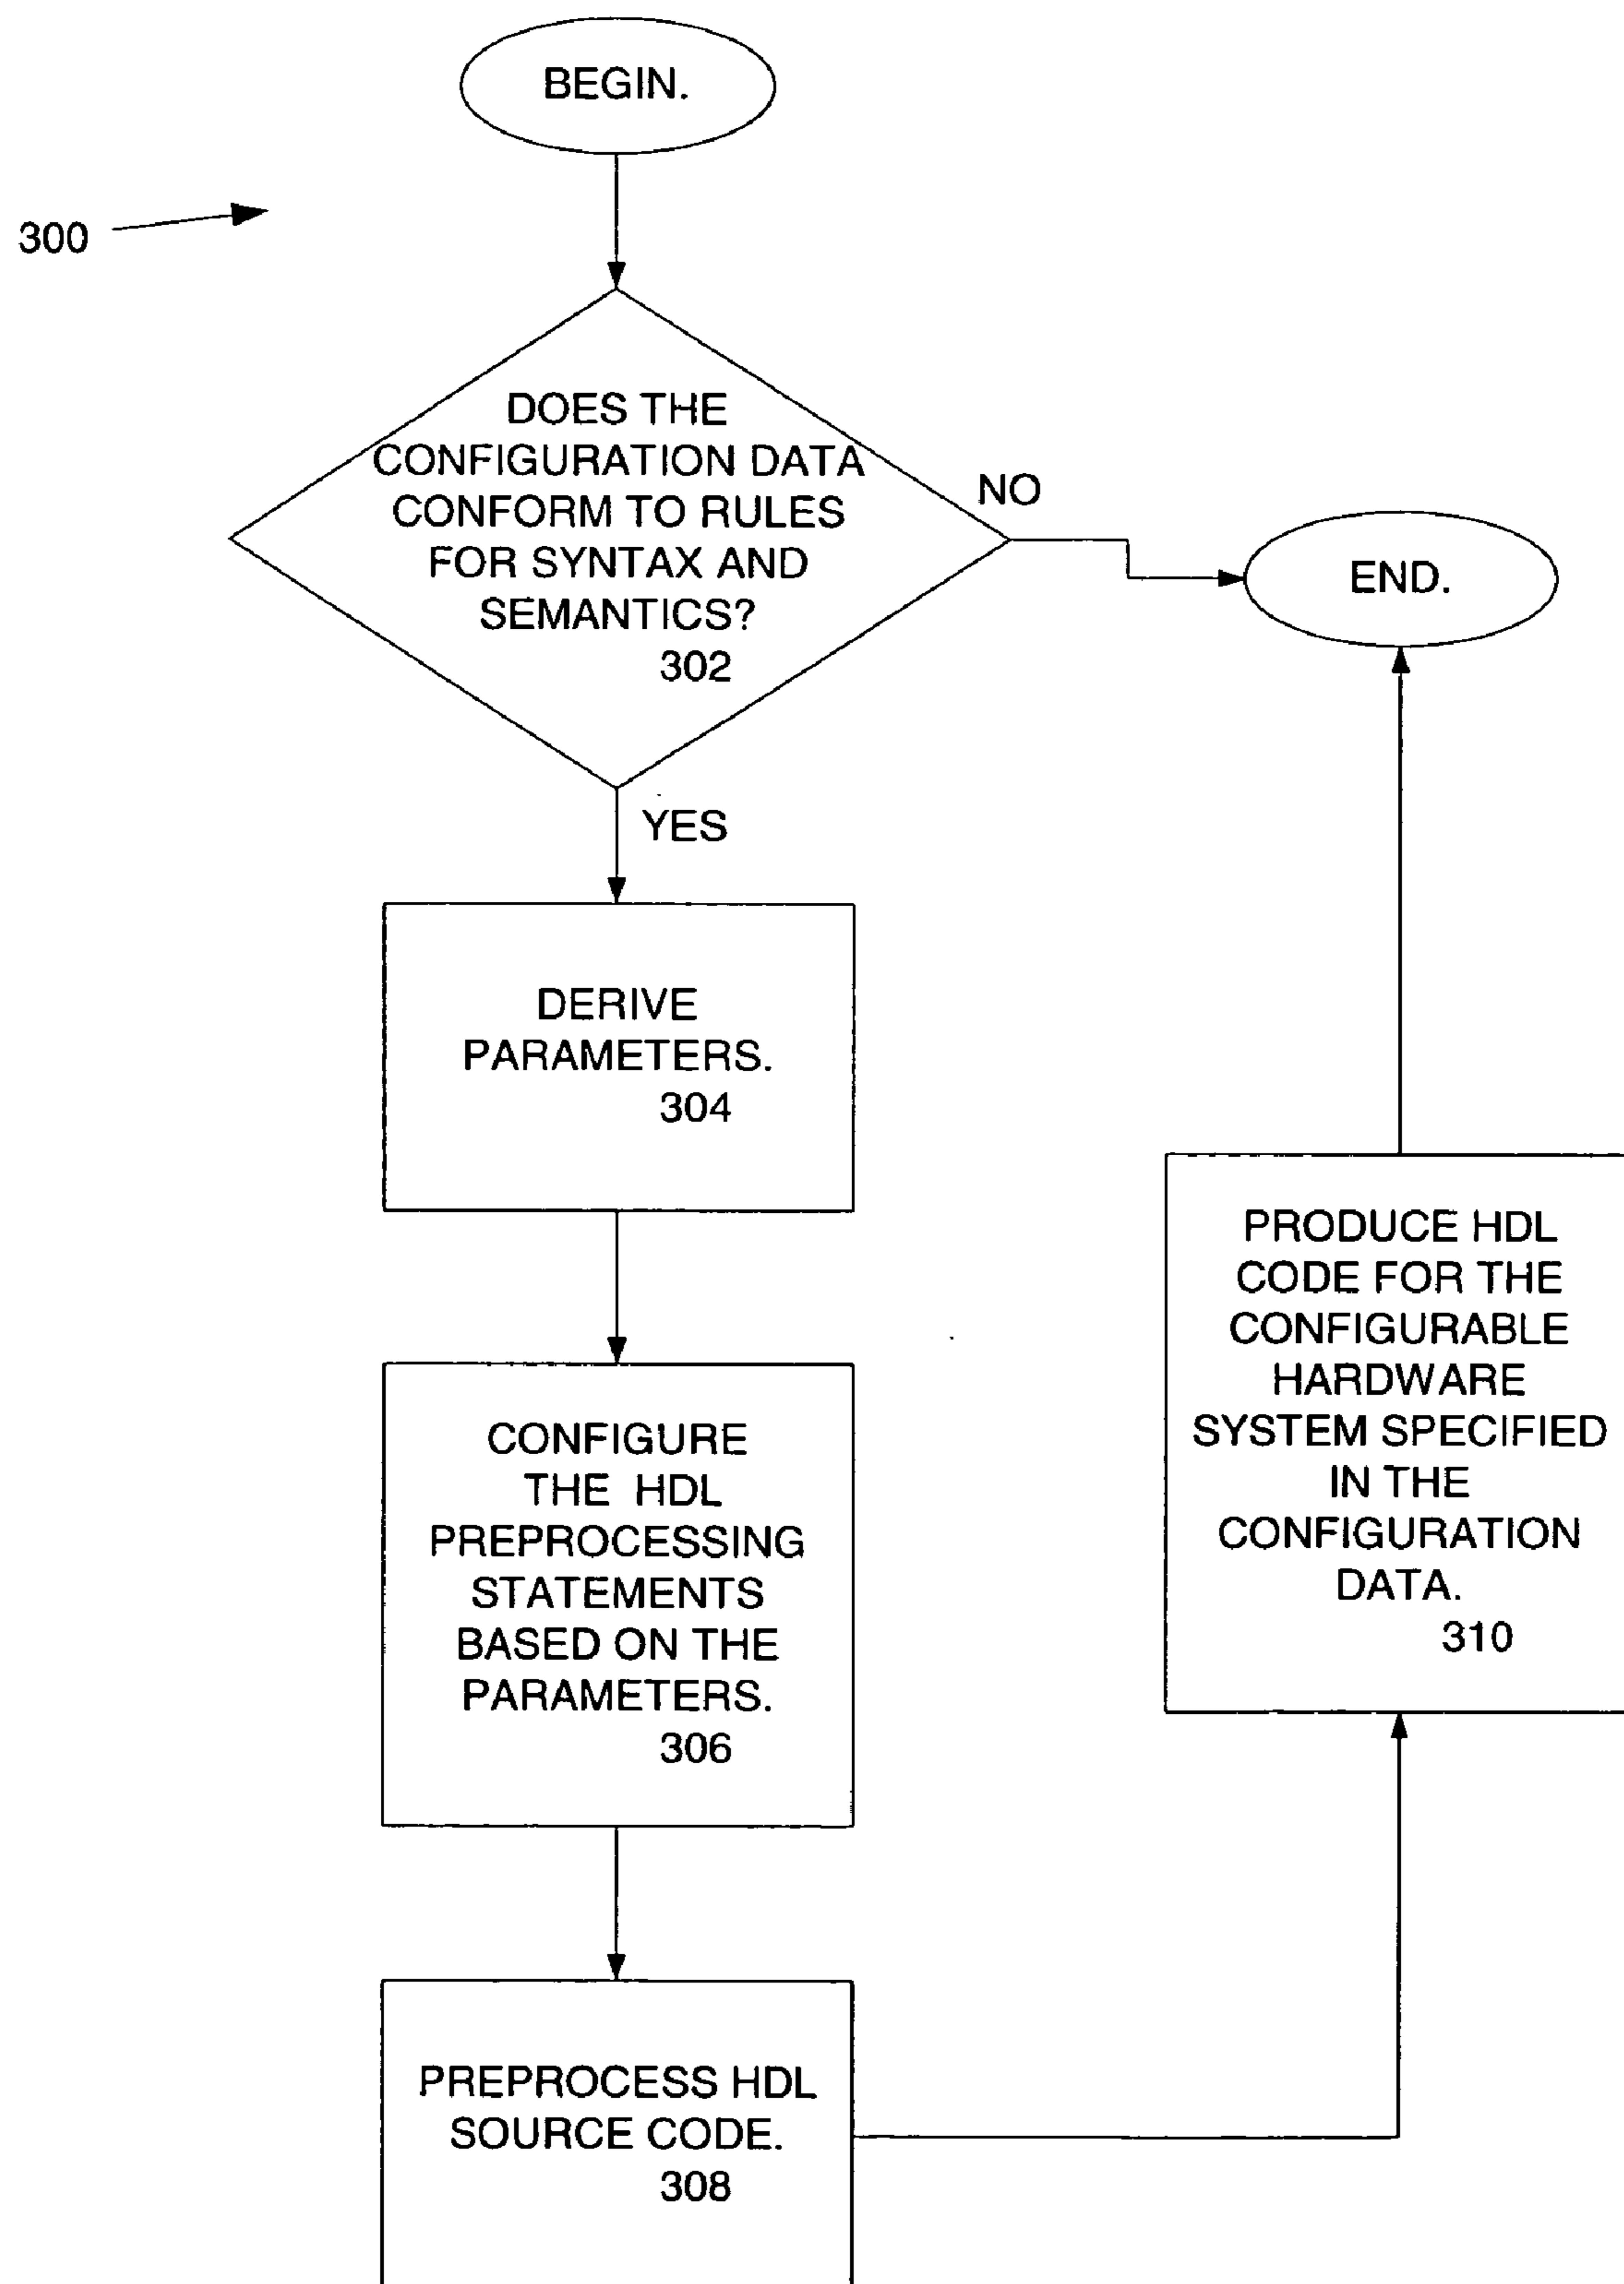 BEGIN.
300
DOES THE
CONFIGURATION DATA
CONFORM TO RULES
FOR SYNTAX AND
SEMANTICS?
302
NO
END.
YES
DERIVE
PARAMETERS.
304
CONFIGURE
THE HDL
PREPROCESSING
STATEMENTS
BASED ON THE
PARAMETERS.
306
PREPROCESS HDL
SOURCE CODE.
308
PRODUCE HDL
CODE FOR THE
CONFIGURABLE
HARDWARE
SYSTEM SPECIFIED
IN THE
CONFIGURATION
DATA.
310